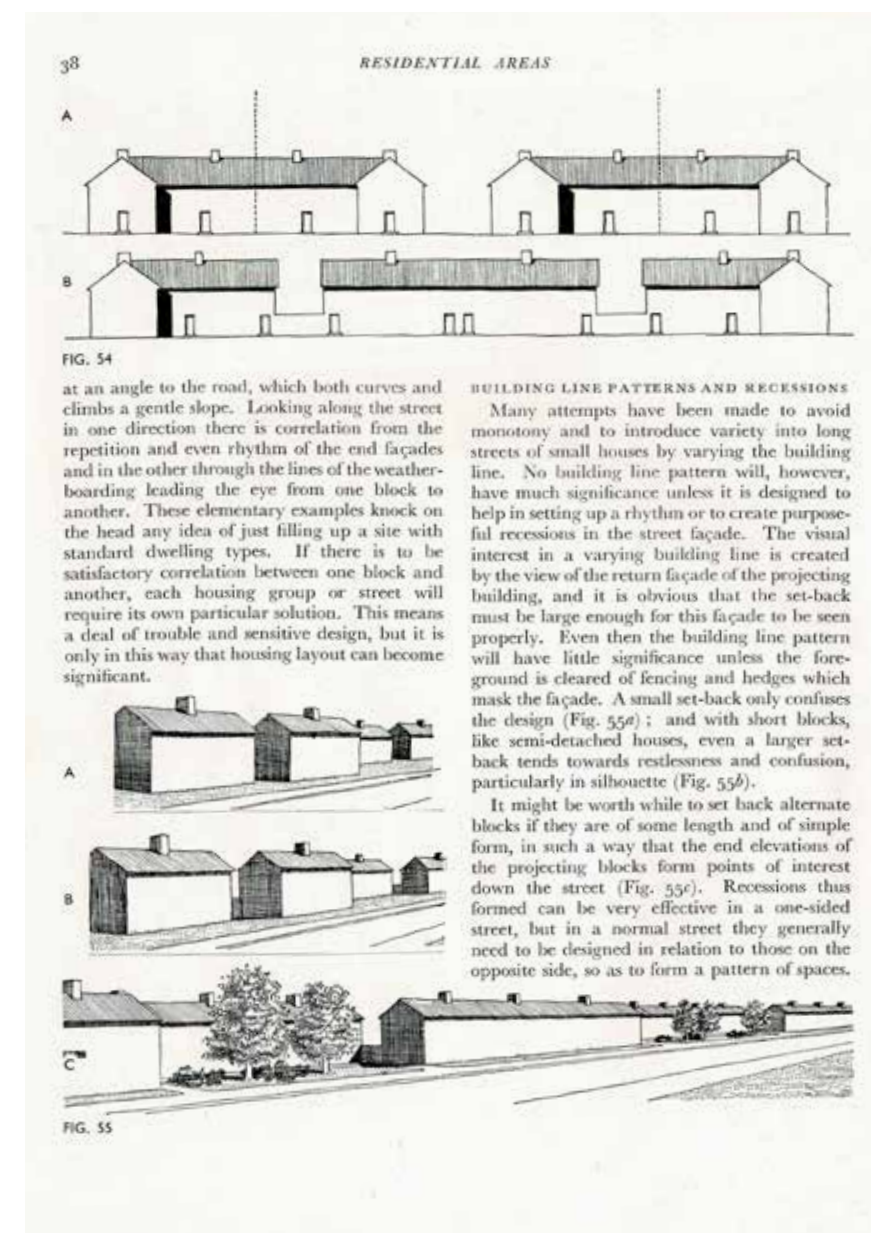 38
RESIDENTIAL AREAS
A
B
FIG. 54
at an angle to the road, which both curves and
climbs a gentle slope. Looking along the street
in one direction there is correlation from the
repetition and even rhythm of the end façades
and in the other through the lines of the weather-
boarding leading the eye from one block to
another. These elementary examples knock on
the head any idea of just filling up a site with
standard dwelling types. If there is to be
satisfactory correlation between one block and
another, each housing group or street will
require its own particular solution. This means
a deal of trouble and sensitive design, but it is
only in this way that housing layout can become
significant.
A
B
BUILDING LINE PATTERNS AND RECESSIONS
Many attempts have been made to avoid
monotony and to introduce variety into long
streets of small houses by varying the building
line. No building line pattern will, however,
have much significance unless it is designed to
help in setting up a rhythm or to create purpose-
ful recessions in the street façade. The visual
interest in a varying building line is created
by the view of the return façade of the projecting
building, and it is obvious that the set-back
must be large enough for this façade to be seen
properly. Even then the building line pattern
will have little significance unless the fore-
ground is cleared of fencing and hedges which
mask the façade. A small set-back only confuses
the design (Fig. 55a) ; and with short blocks,
like semi-detached houses, even a larger set-
back tends towards restlessness and confusion,
particularly in silhouette (Fig. 55b).
It might be worth while to set back alternate
blocks if they are of some length and of simple
form, in such a way that the end elevations of
the projecting blocks form points of interest
down the street (Fig. 55c). Recessions thus
formed can be very effective in a one-sided
street, but in a normal street they generally
need to be designed in relation to those on the
opposite side, so as to form a pattern of spaces.
C
FIG. 55